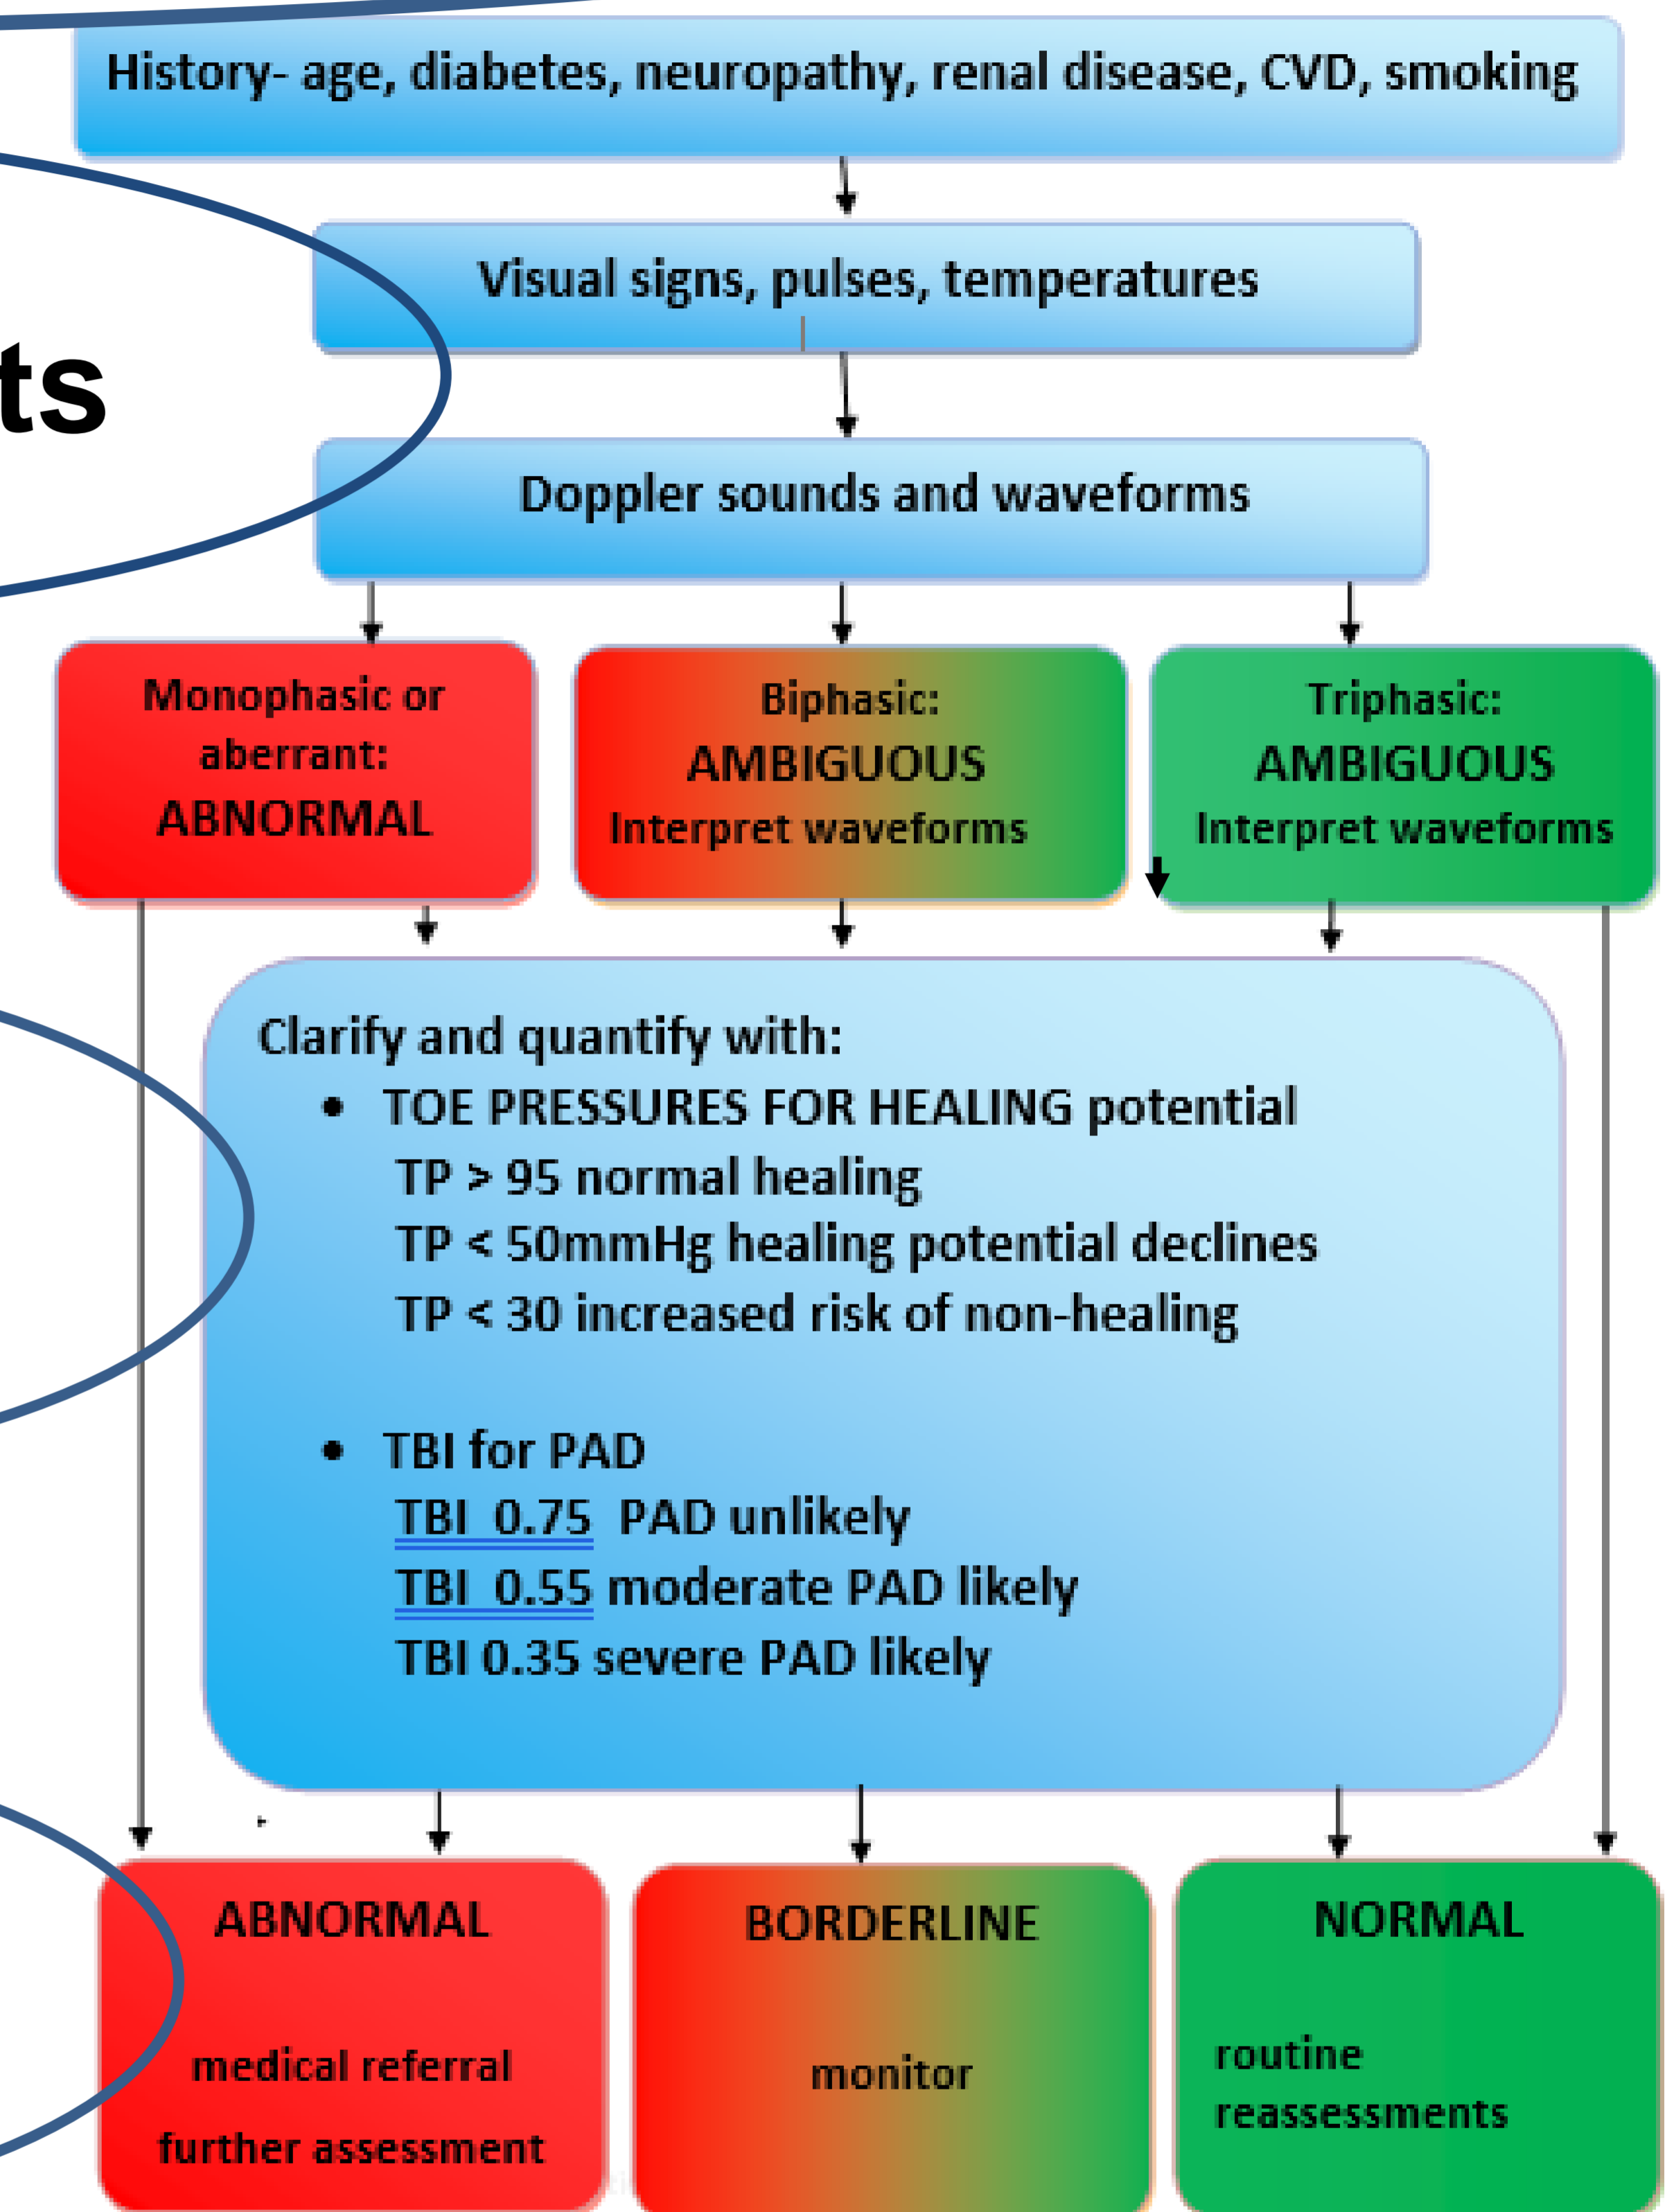 History- age, diabetes, neuropathy, renal disease, CVD, smoking
Visual signs, pulses, temperatures
ts
Doppler sounds and waveforms
Monophasic or
aberrant:
ABNORMAL
Biphasic:
AMBIGUOUS
Interpret waveforms
Triphasic:
AMBIGUOUS
Interpret waveforms
Clarify and quantify with:
• TOE PRESSURES FOR HEALING potential
TP > 95 normal healing
TP < 50mmHg healing potential declines
TP < 30 increased risk of non-healing
• TBI for PAD
TBI 0.75 PAD unlikely
TBI 0.55 moderate PAD likely
TBI 0.35 severe PAD likely
ABNORMAL
medical referral
further assessment
BORDERLINE
monitor
NORMAL
routine
reassessments